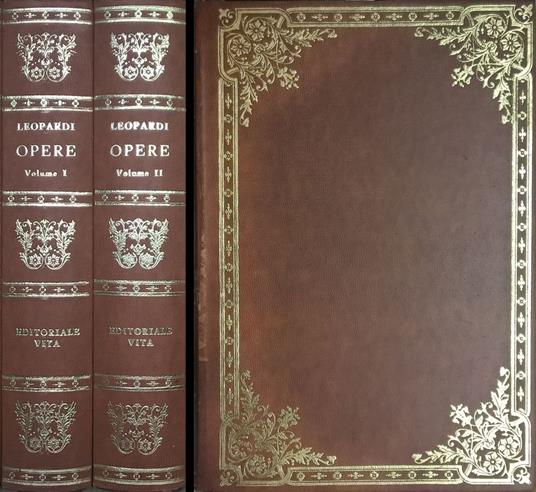 LEOPARDI
OPERE
Volume I
EDITORIALE
VITA
LEOPARDI
OPERE
Volume II
EDITORIALE
VITA